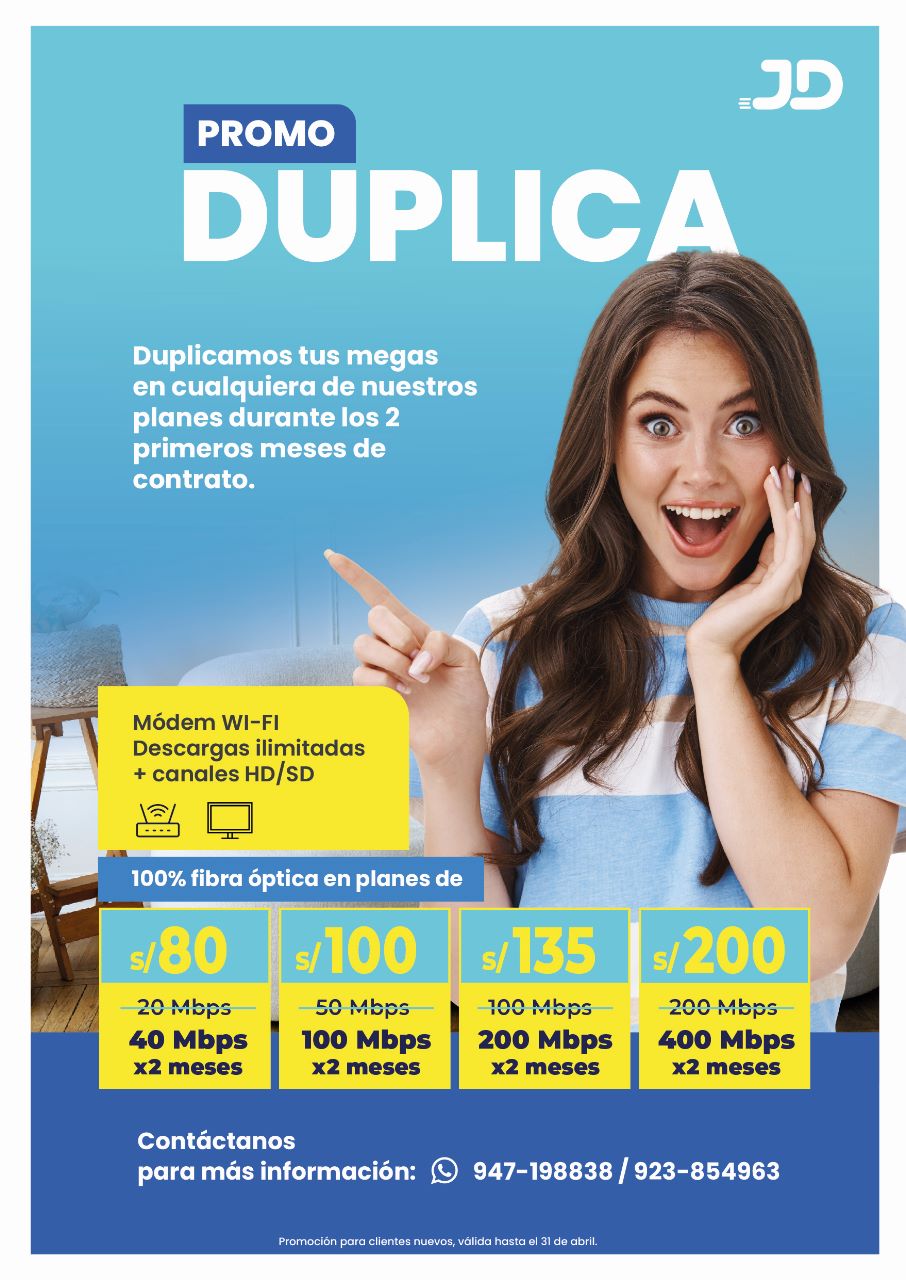 JD
PROMO
DUPLICA
Duplicamos tus megas
en cualquiera de nuestros
planes durante los 2
primeros meses de
contrato.
Módem WI-FI
Descargas ilimitadas
+ canales HD/SD
100% fibra óptica en planes de
s/80
20 Mbps
40 Mbps
x2 meses
s/100
50 Mbps
100 Mbps
x2 meses
s/135
100 Mbps
200 Mbps
x2 meses
s/200
200 Mbps
400 Mbps
x2 meses
Contáctanos
para más información: 947-198838 / 923-854963
Promoción para clientes nuevos, válida hasta el 31 de abril.